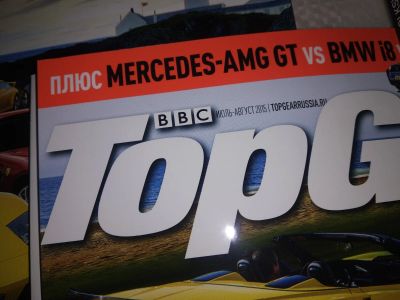 ПЛЮС MERCEDES-AMG GT VS BMW i8
BBC
ИЮЛЬ-АВГУСТ 2015 | TOPGEARRUSSIA.RU
TopG